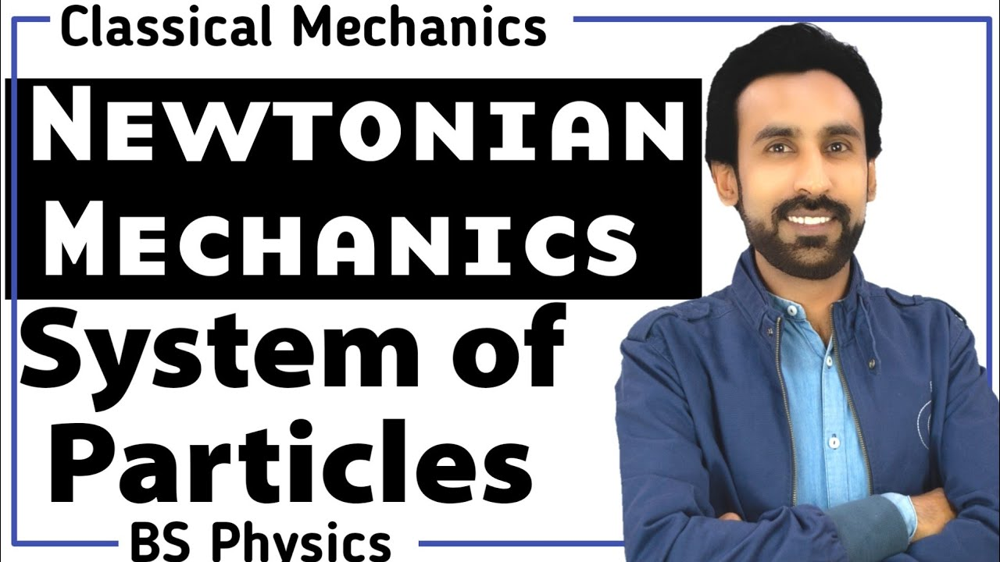 Classical Mechanics
NEWTONIAN
MECHANICS
System of
Particles
BS Physics